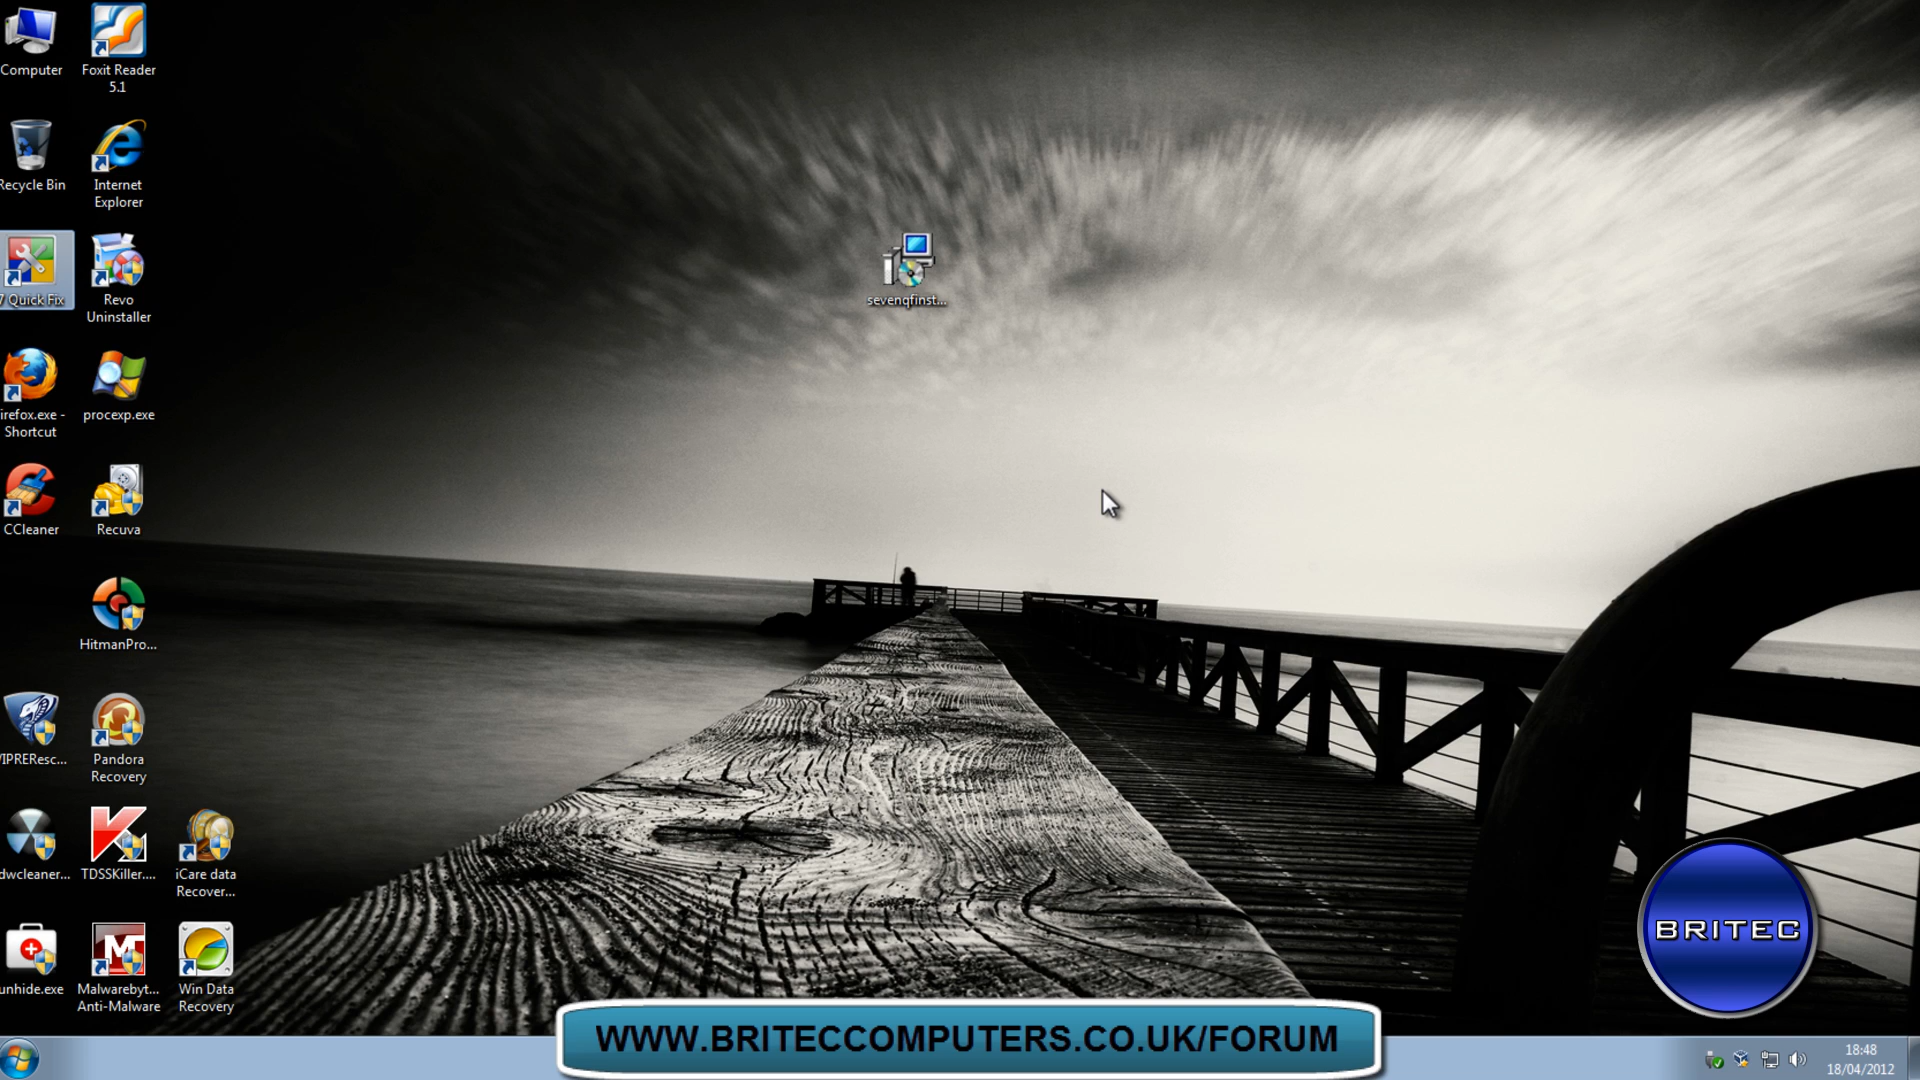 Computer
Foxit Reader
5.1
Recycle Bin
Internet
Explorer
7 Quick Fix
Revo
Uninstaller
sevenqfinst...
irefox.exe -
Shortcut
procexp.exe
CCleaner
Recuva
HitmanPro...
IPREResc...
Pandora
Recovery
dwcleaner...
TDSSKiller....
iCare data
Recover...
unhide.exe
Malwarebyt...
Anti-Malware
Win Data
Recovery
BRITEC
WWW.BRITECCOMPUTERS.CO.UK/FORUM
18:48
18/04/2012